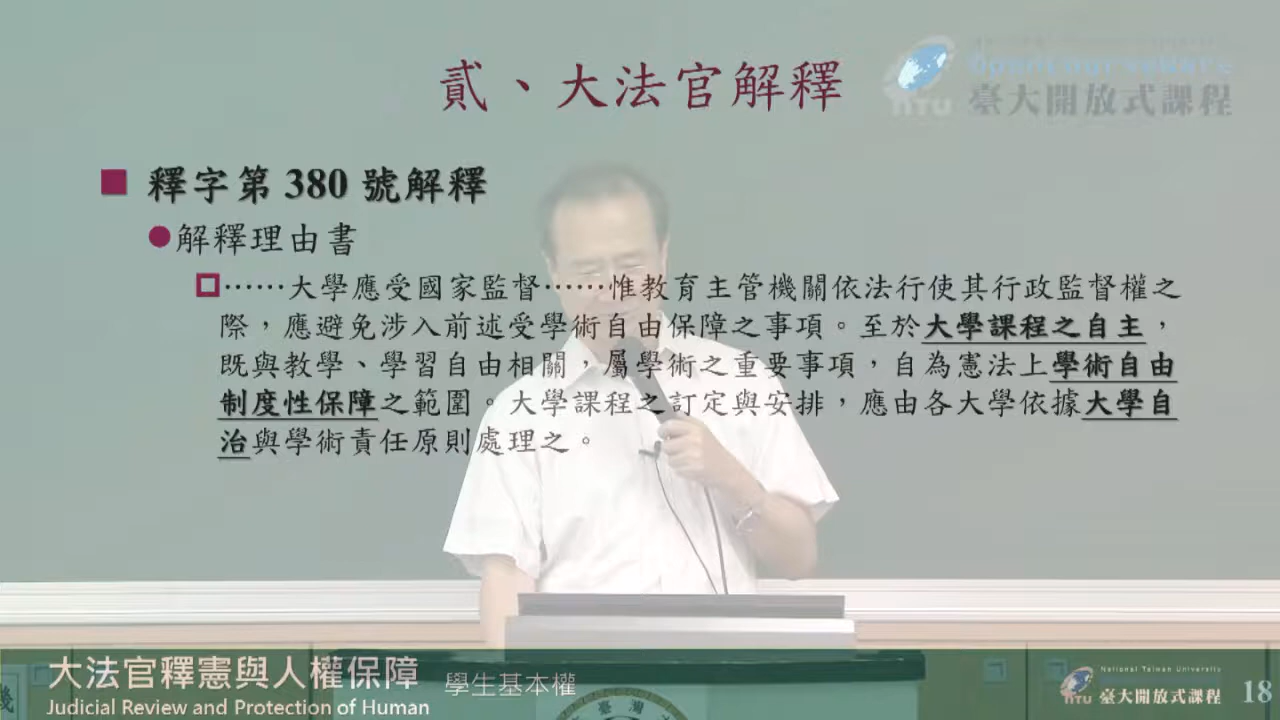 貳、大法官解釋
OpenCourseWare
臺大開放式課程
NTU
釋字第 380 號解釋
解釋理由書
……大學應受國家監督……惟教育主管機關依法行使其行政監督權之
際，應避免涉入前述受學術自由保障之事項。至於大學課程之自主，
既與教學、學習自由相關，屬學術之重要事項，自為憲法上學術自由
制度性保障之範圍。大學課程之訂定與安排，應由各大學依據大學自
治與學術責任原則處理之。
大法官釋憲與人權保障
學生基本權
Judicial Review and Protection of Human
National Taiwan University
NTU
臺大開放式課程
18
機
臺灣